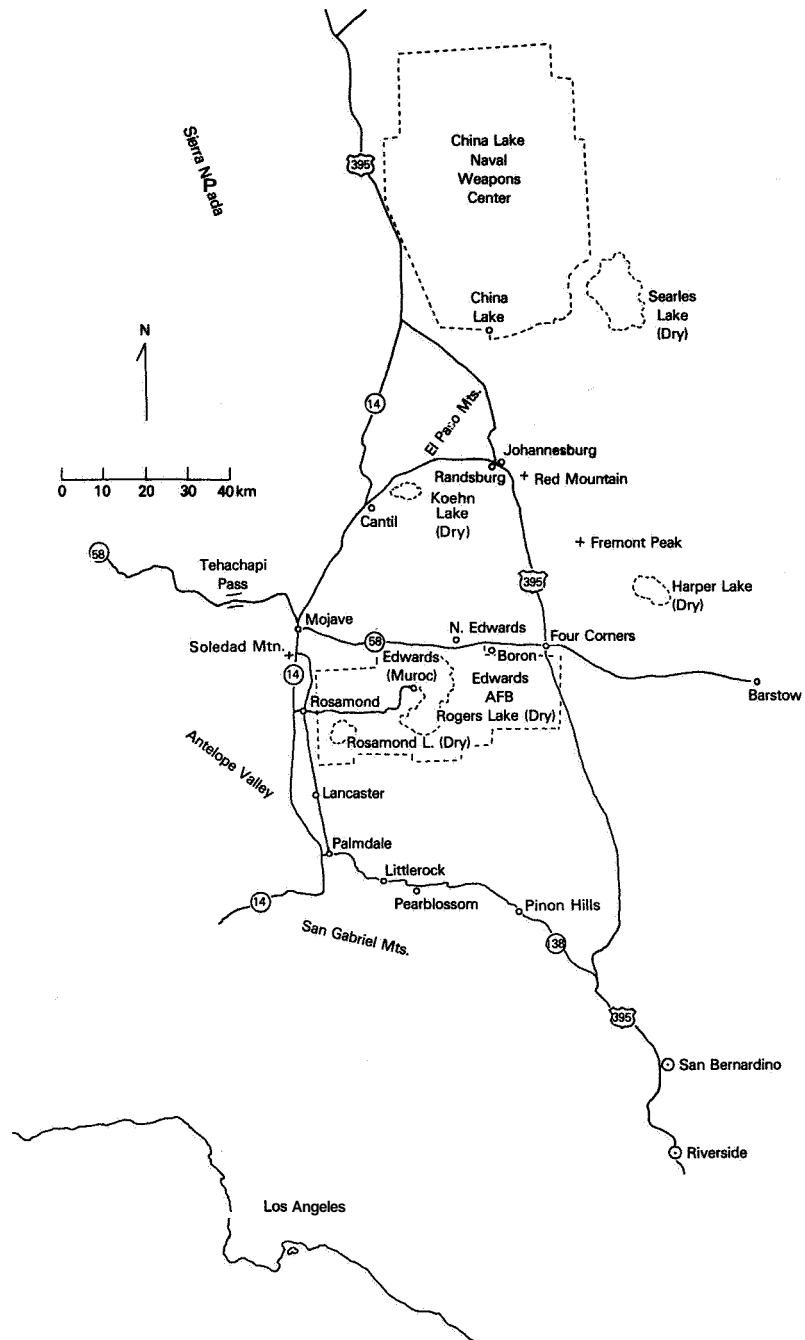 395
Sierra N
ada
China Lake
Naval
Weapons
Center
China
Lake
Searles
Lake
(Dry)
N
14
El Paso Mts.
Johannesburg
Randsburg
Red Mountain
0 10 20 30 40 km
Koehn
Lake
(Dry)
Cantil
Fremont Peak
58
Tehachapi
Pass
395
Harper Lake
(Dry)
Mojave
N. Edwards
Four Corners
58
Soledad Mtn.
Edwards
(Muroc)
Boron
14
Edwards
AFB
Barstow
Rosamond
Rogers Lake (Dry)
Rosamond L. (Dry)
Antelope Valley
Lancaster
Palmdale
Littlerock
Pearblossom
Pinon Hills
14
San Gabriel Mts.
138
395
San Bernardino
Riverside
Los Angeles